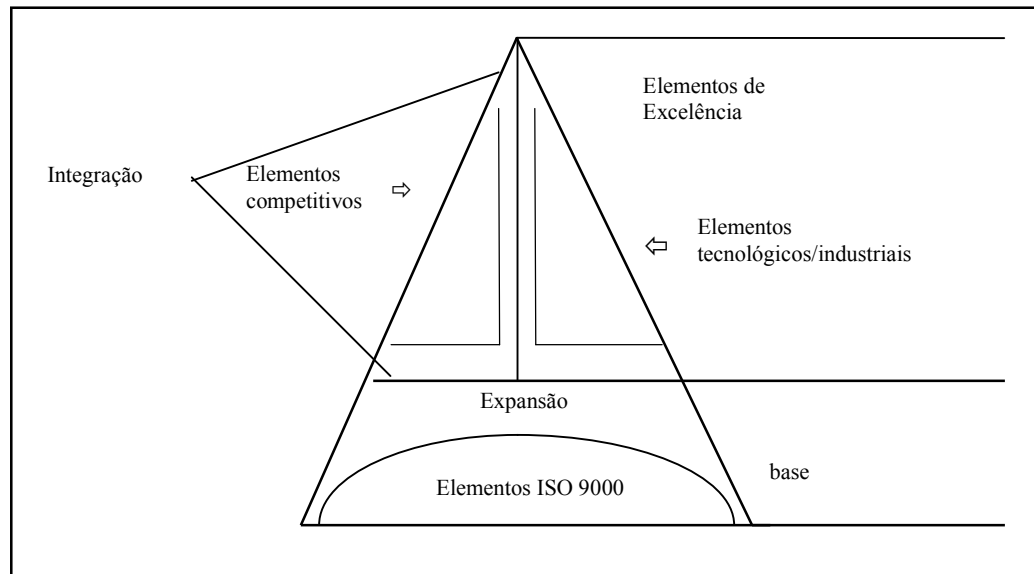 Elementos de
Excelência
Integração
Elementos
competitivos
Elementos
tecnológicos/industriais
Expansão
base
Elementos ISO 9000